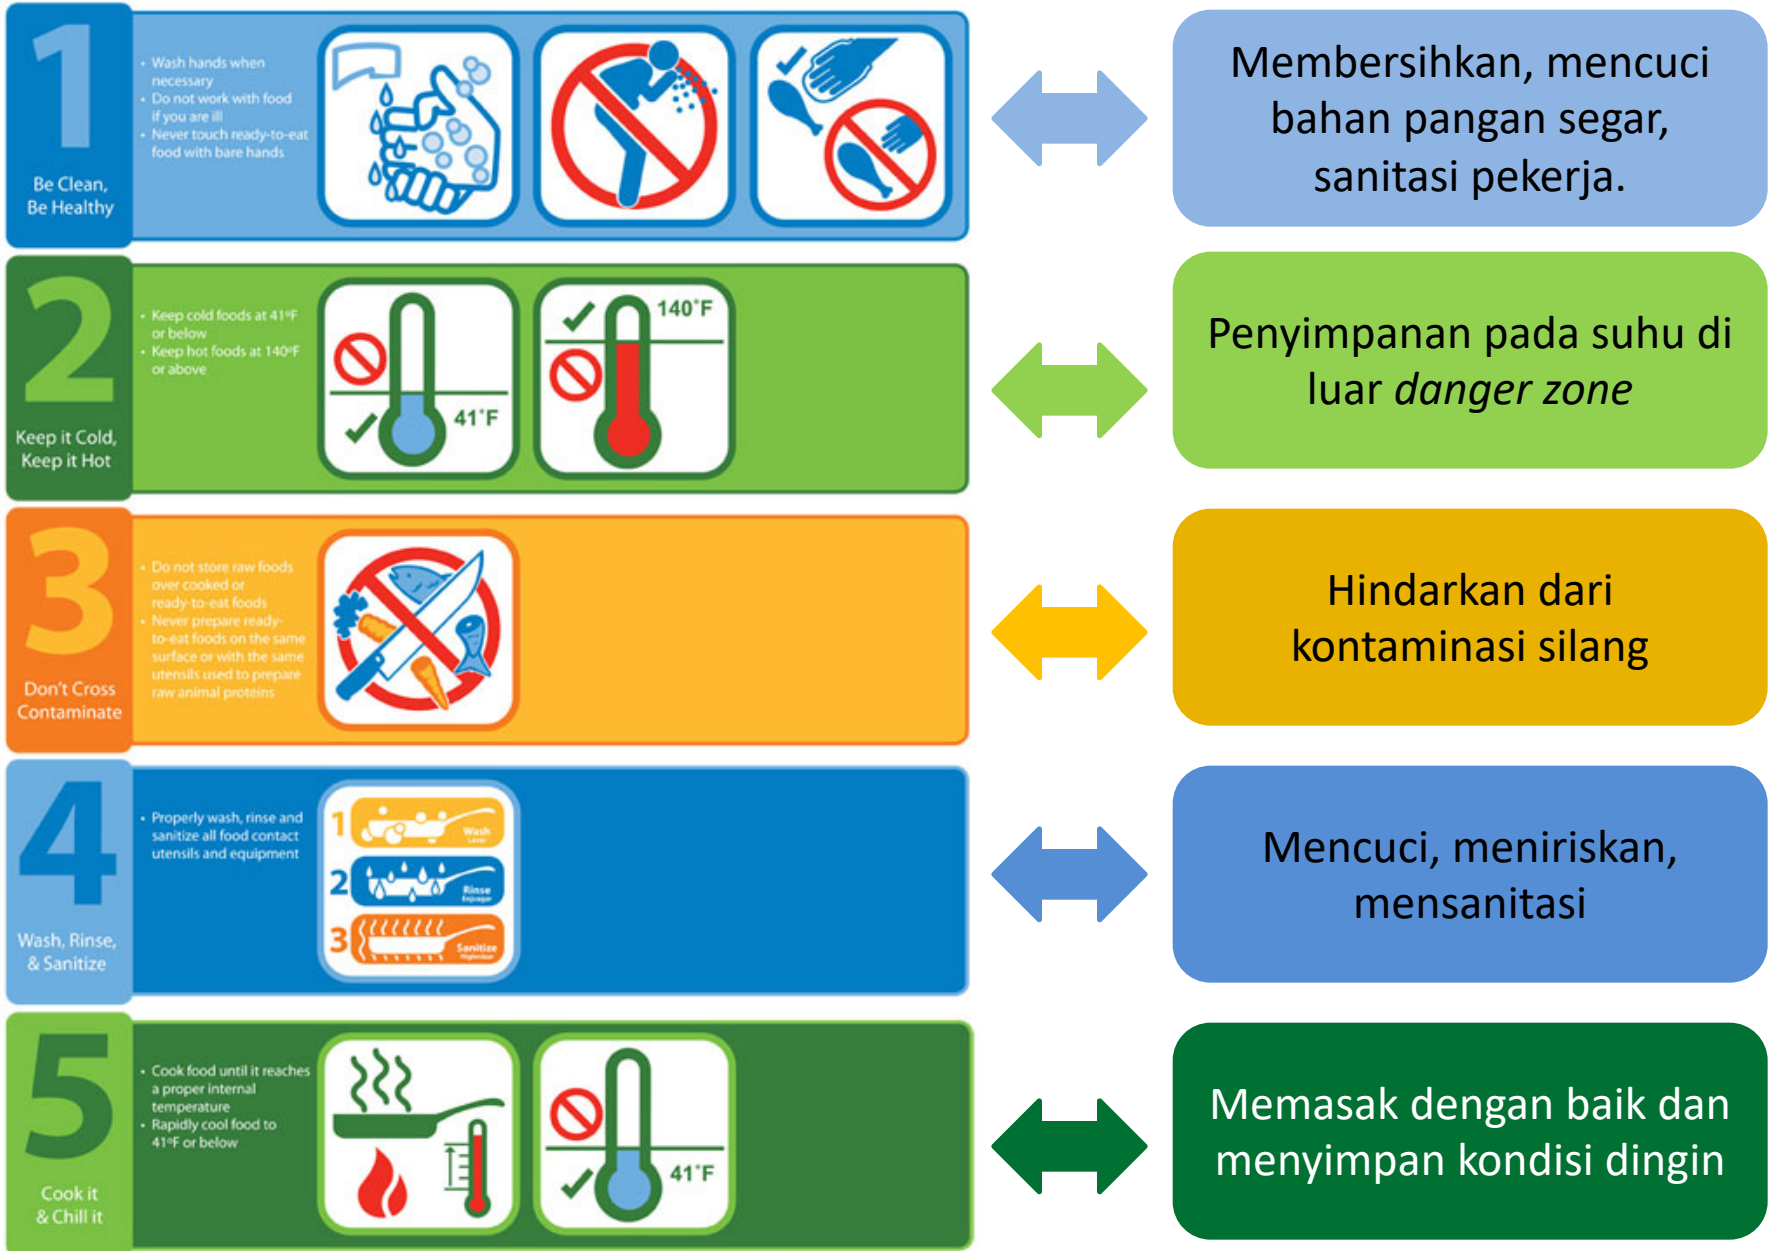 1
Be Clean,
Be Healthy
• Wash hands when
necessary
• Do not work with food
if you are ill
• Never touch ready-to-eat
food with bare hands
Membersihkan, mencuci
bahan pangan segar,
sanitasi pekerja.
2
Keep it Cold,
Keep it Hot
• Keep cold foods at 41ºF
or below
• Keep hot foods at 140ºF
or above
41°F
140°F
Penyimpanan pada suhu di
luar danger zone
3
Don't Cross
Contaminate
• Do not store raw foods
over cooked or
ready-to-eat foods
• Never prepare ready-
to-eat foods on the same
surface or with the same
utensils used to prepare
raw animal proteins
Hindarkan dari
kontaminasi silang
4
Wash, Rinse,
& Sanitize
• Properly wash, rinse and
sanitize all food contact
utensils and equipment
1
Wash
Lavar
2
Rinse
Enjuagar
3
Sanitize
Mencuci, meniriskan,
mensanitasi
5
Cook it
& Chill it
• Cook food until it reaches
a proper internal
temperature
• Rapidly cool food to
41ºF or below
41°F
Memasak dengan baik dan
menyimpan kondisi dingin